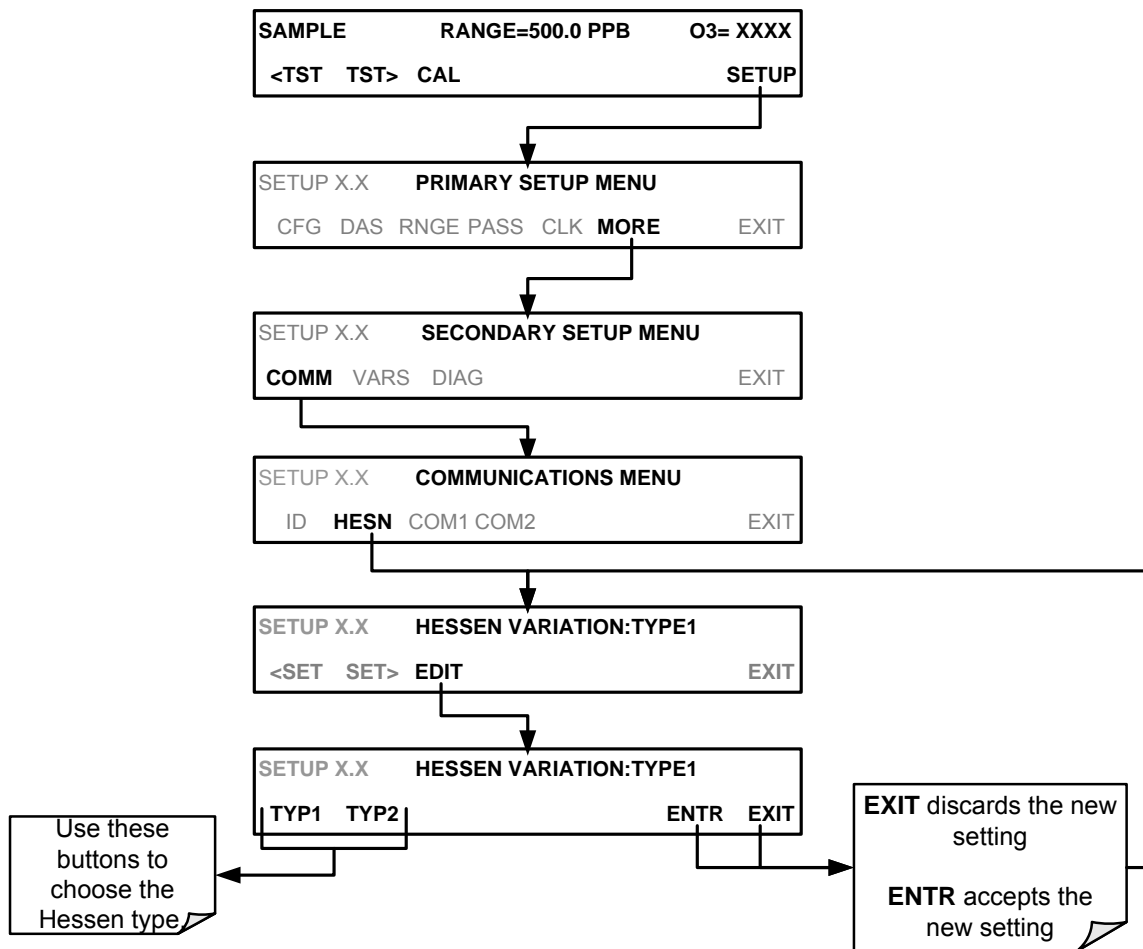 SAMPLE RANGE=500.0 PPB O3= XXXX
<TST TST> CAL SETUP
SETUP X.X PRIMARY SETUP MENU
CFG DAS RNGE PASS CLK MORE EXIT
SETUP X.X SECONDARY SETUP MENU
COMM VARS DIAG EXIT
SETUP X.X COMMUNICATIONS MENU
ID HESN COM1 COM2 EXIT
SETUP X.X HESSEN VARIATION:TYPE1
<SET SET> EDIT EXIT
SETUP X.X HESSEN VARIATION:TYPE1
TYP1 TYP2 ENTR EXIT
Use these
buttons to
choose the
Hessen type.
EXIT discards the new
setting
ENTR accepts the
new setting